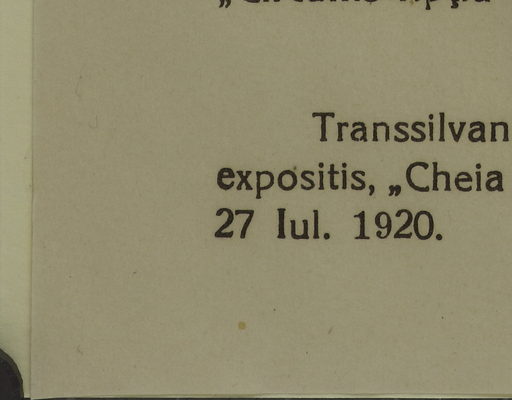 Transsilvan
expositis, „Cheia
27 Iul. 1920.